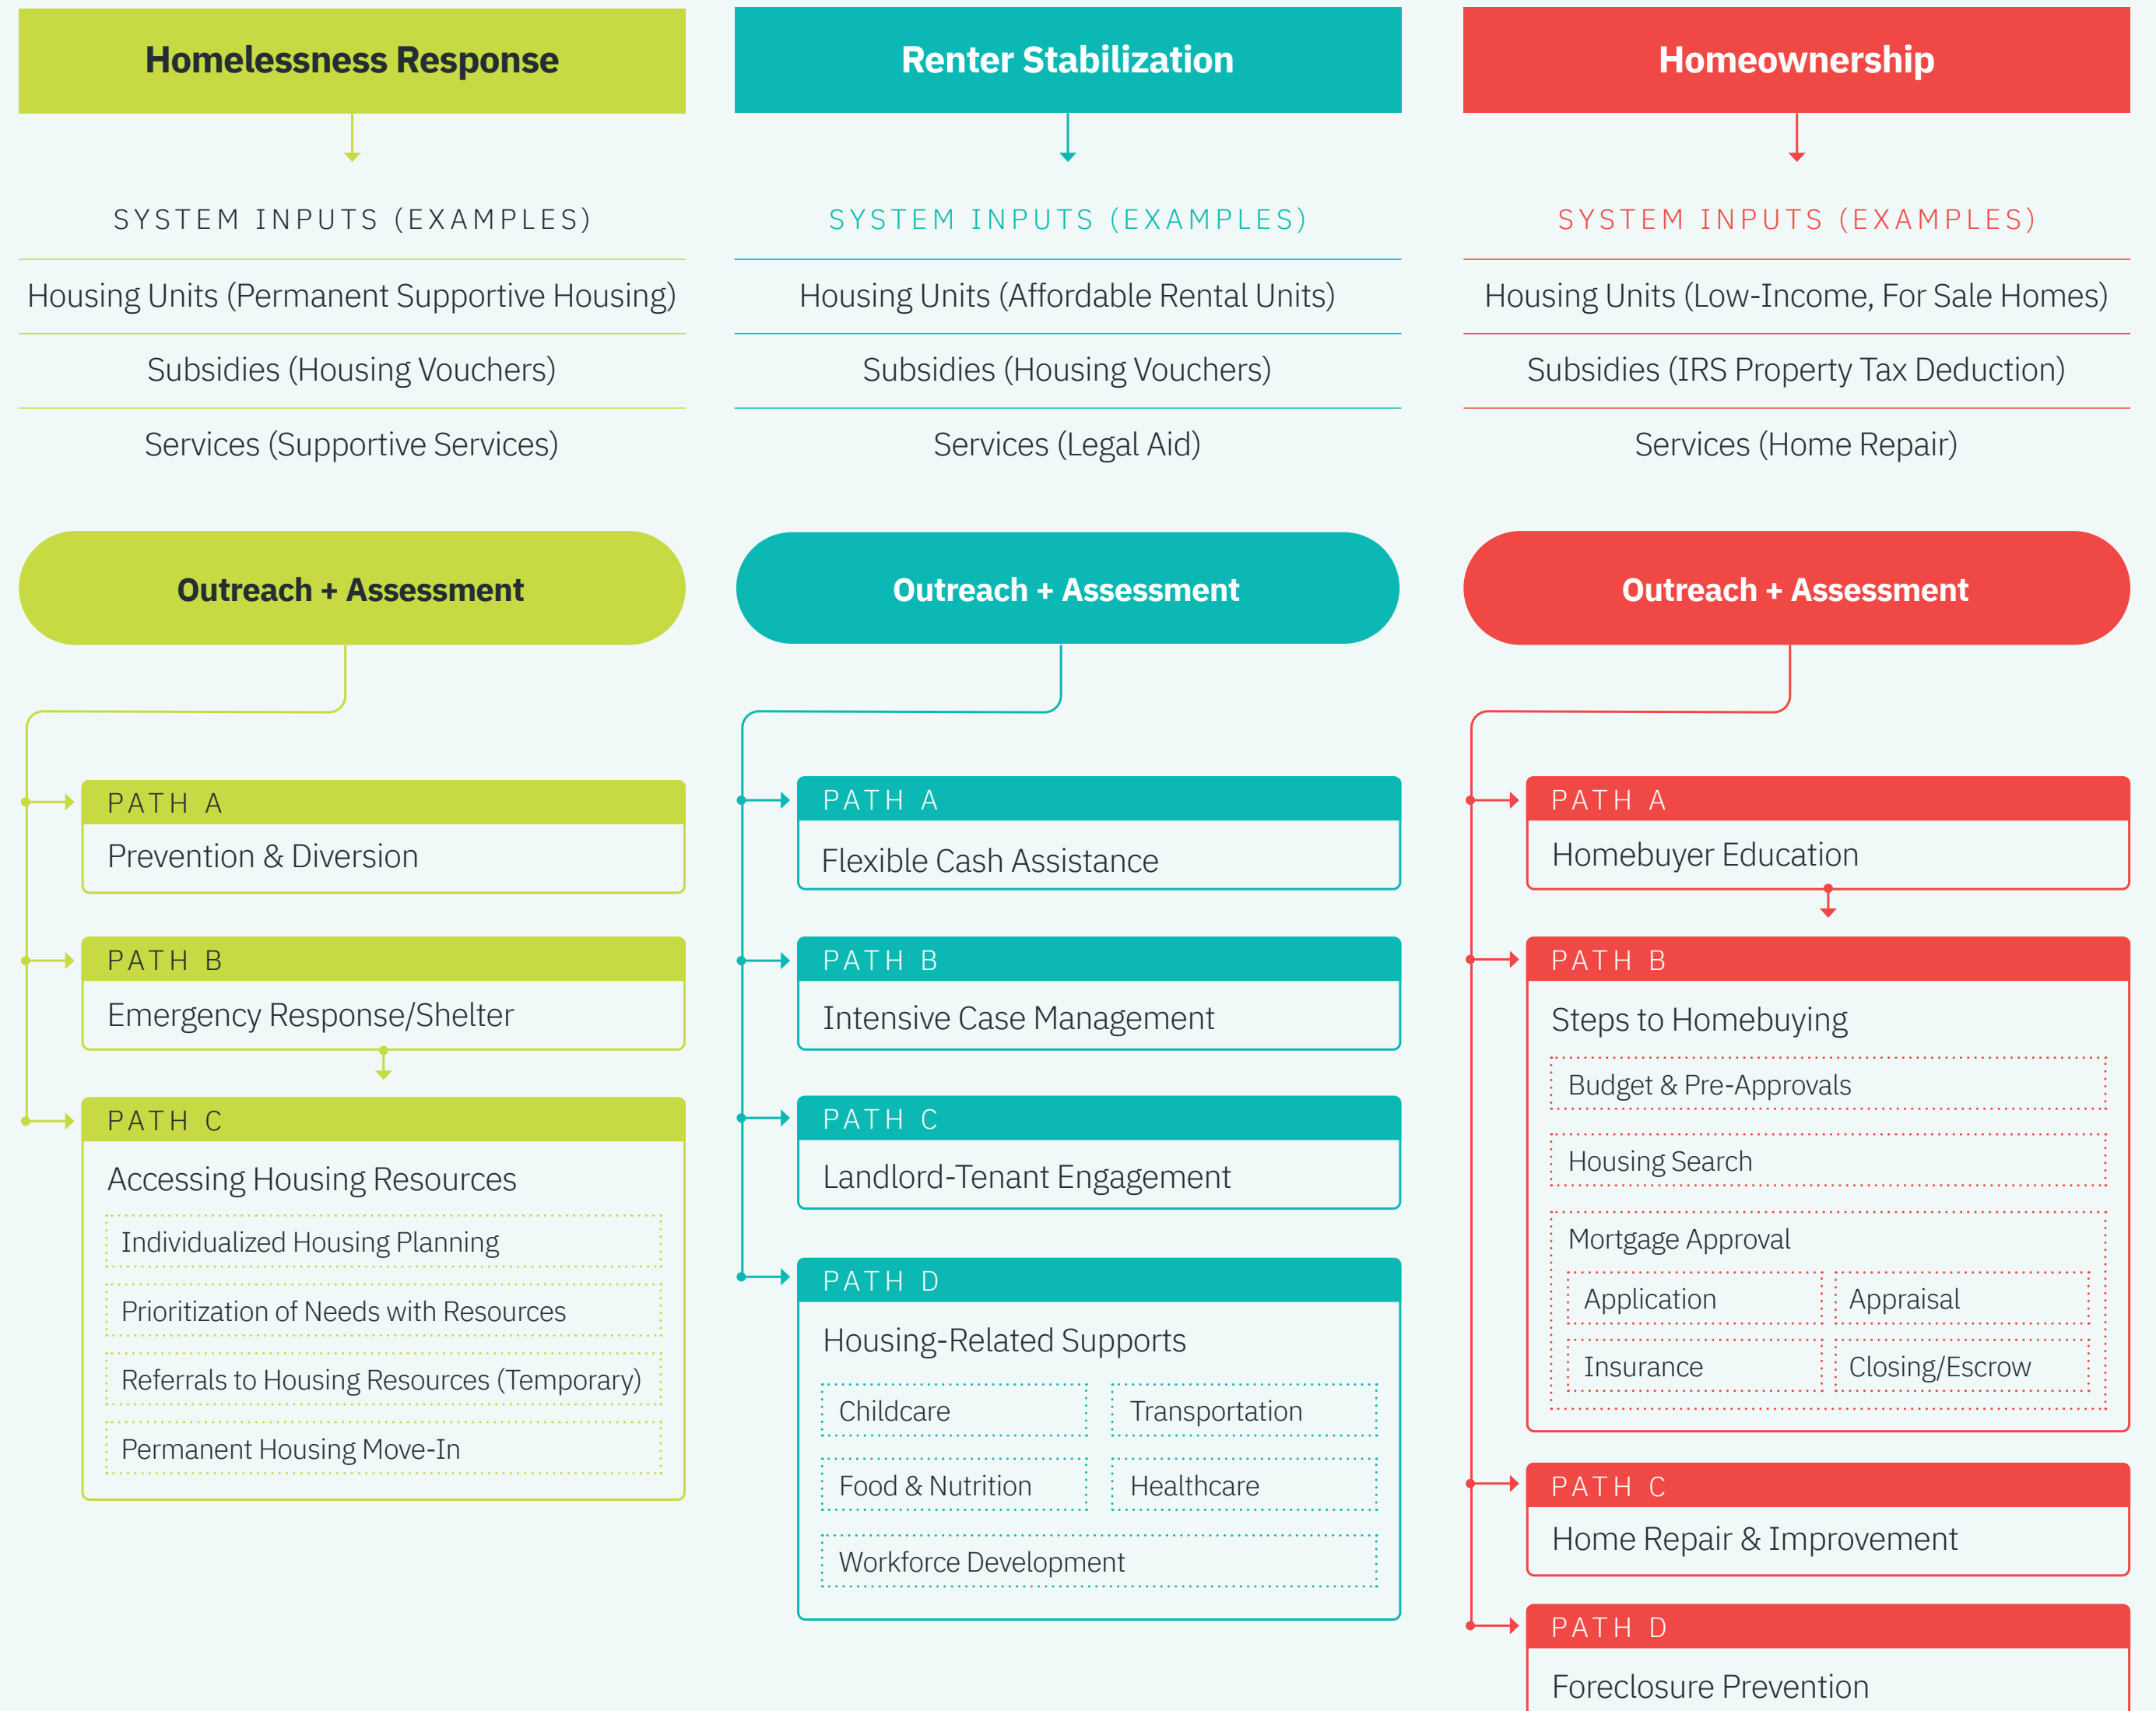 Homelessness Response
SYSTEM INPUTS (EXAMPLES)
Housing Units (Permanent Supportive Housing)
Subsidies (Housing Vouchers)
Services (Supportive Services)
Outreach + Assessment
PATH A
Prevention & Diversion
PATH B
Emergency Response/Shelter
PATH C
Accessing Housing Resources
Individualized Housing Planning
Prioritization of Needs with Resources
Referrals to Housing Resources (Temporary)
Permanent Housing Move-In
Renter Stabilization
SYSTEM INPUTS (EXAMPLES)
Housing Units (Affordable Rental Units)
Subsidies (Housing Vouchers)
Services (Legal Aid)
Outreach + Assessment
PATH A
Flexible Cash Assistance
PATH B
Intensive Case Management
PATH C
Landlord-Tenant Engagement
PATH D
Housing-Related Supports
Childcare
Transportation
Food & Nutrition
Healthcare
Workforce Development
Homeownership
SYSTEM INPUTS (EXAMPLES)
Housing Units (Low-Income, For Sale Homes)
Subsidies (IRS Property Tax Deduction)
Services (Home Repair)
Outreach + Assessment
PATH A
Homebuyer Education
PATH B
Steps to Homebuying
Budget & Pre-Approvals
Housing Search
Mortgage Approval
Application
Appraisal
Insurance
Closing/Escrow
PATH C
Home Repair & Improvement
PATH D
Foreclosure Prevention